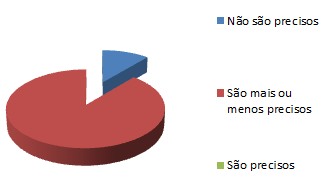 Não são precisos
São mais ou
menos precisos
São precisos